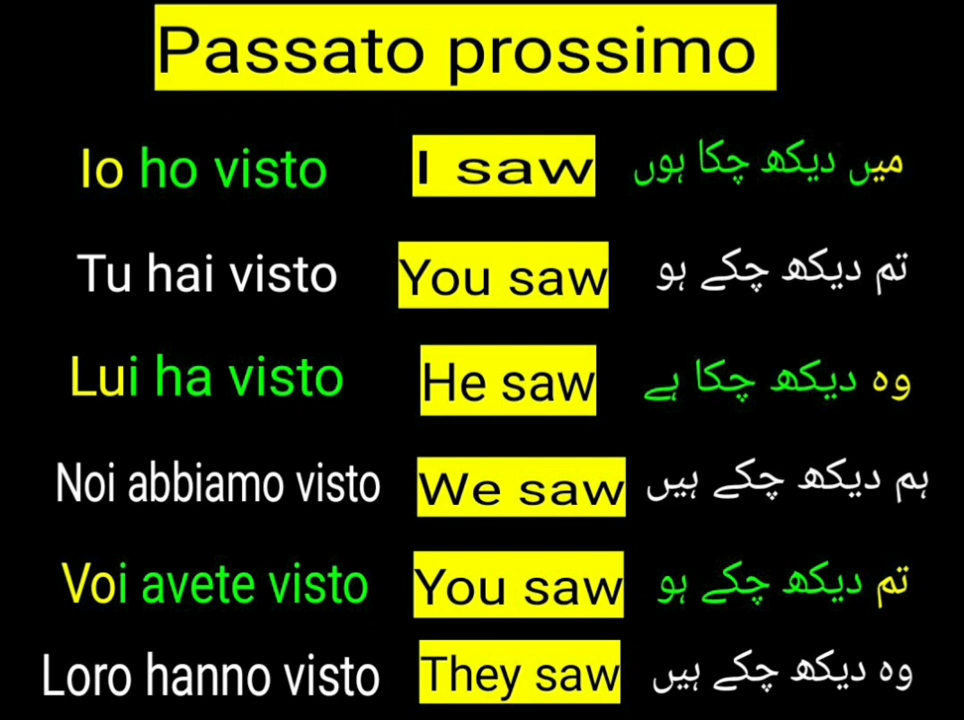 Passato prossimo
Io ho visto I saw میں دیکھ چکا ہوں
Tu hai visto You saw تم دیکھ چکے ہو
Lui ha visto He saw وہ دیکھ چکا ہے
Noi abbiamo visto We saw ہم دیکھ چکے ہیں
Voi avete visto You saw تم دیکھ چکے ہو
Loro hanno visto They saw وہ دیکھ چکے ہیں